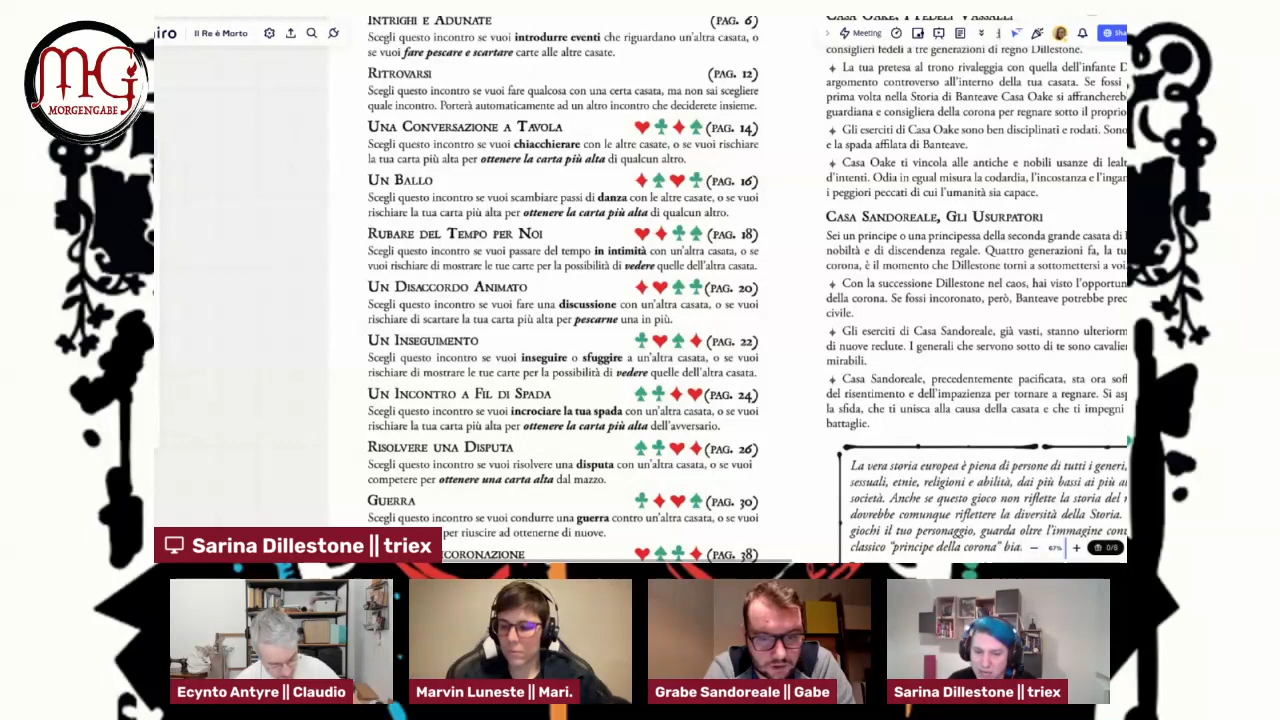 MG
MORGENGABE
iro
Il Re è Morto
Meeting
Sha
Intrighi e Adunate (pag. 6)
Scegli questo incontro se vuoi introdurre eventi che riguardano un'altra casata, o
se vuoi fare pescare e scartare carte alle altre casate.
Ritrovarsi (pag. 12)
Scegli questo incontro se vuoi fare qualcosa con una certa casata, ma non sai scegliere
quale incontro. Porterà automaticamente ad un altro incontro che deciderete insieme.
Una Conversazione a Tavola ♥ ♣ ♦ ♠ (pag. 14)
Scegli questo incontro se vuoi chiacchierare con le altre casate, o se vuoi rischiare
la tua carta più alta per ottenere la carta più alta di qualcun altro.
Un Ballo ♦ ♠ ♥ ♣ (pag. 16)
Scegli questo incontro se vuoi scambiare passi di danza con le altre casate, o se vuoi
rischiare la tua carta più alta per ottenere la carta più alta di qualcun altro.
Rubare del Tempo per Noi ♥ ♦ ♣ ♠ (pag. 18)
Scegli questo incontro se vuoi passare del tempo in intimità con un'altra casata, o se
vuoi rischiare di mostrare le tue carte per la possibilità di vedere quelle dell'altra casata.
Un Disaccordo Animato ♦ ♥ ♠ ♣ (pag. 20)
Scegli questo incontro se vuoi fare una discussione con un'altra casata, o se vuoi
rischiare di scartare la tua carta più alta per pescarne una in più.
Un Inseguimento ♣ ♥ ♠ ♦ (pag. 22)
Scegli questo incontro se vuoi inseguire o sfuggire a un'altra casata, o se vuoi
rischiare di mostrare le tue carte per la possibilità di vedere quelle dell'altra casata.
Un Incontro a Fil di Spada ♠ ♣ ♦ ♥ (pag. 24)
Scegli questo incontro se vuoi incrociare la tua spada con un'altra casata, o se vuoi
rischiare la tua carta più alta per ottenere la carta più alta dell'avversario.
Risolvere una Disputa ♠ ♣ ♥ ♦ (pag. 26)
Scegli questo incontro se vuoi risolvere una disputa con un'altra casata, o se vuoi
competere per ottenere una carta alta dal mazzo.
Guerra ♣ ♦ ♥ ♠ (pag. 30)
Scegli questo incontro se vuoi condurre una guerra contro un'altra casata, o se vuoi
per riuscire ad ottenerne di nuove.
coronazione ♥ ♠ ♣ ♦ (pag. 38)
Casa Oake, I Fedeli Vassalli
consiglieri fedeli a tre generazioni di regno Dillestone.
✦ La tua pretesa al trono rivaleggia con quella dell'infante D
argomento controverso all'interno della tua casata. Se fossi
prima volta nella Storia di Banteave Casa Oake si affrancherebb
guardiana e consigliera della corona per regnare sotto il proprio
✦ Gli eserciti di Casa Oake sono ben disciplinati e rodati. Sono
e la spada affilata di Banteave.
✦ Casa Oake ti vincola alle antiche e nobili usanze di lealt
d'intenti. Odia in egual misura la codardia, l'incostanza e l'ingan
i peggiori peccati di cui l'umanità sia capace.
Casa Sandoreale, Gli Usurpatori
Sei un principe o una principessa della seconda grande casata di
nobiltà e di discendenza regale. Quattro generazioni fa, la tu
corona, è il momento che Dillestone torni a sottomettersi a voi
✦ Con la successione Dillestone nel caos, hai visto l'opportun
della corona. Se fossi incoronato, però, Banteave potrebbe prec
civile.
✦ Gli eserciti di Casa Sandoreale, già vasti, stanno ulteriorm
di nuove reclute. I generali che servono sotto di te sono cavalie
mirabili.
✦ Casa Sandoreale, precedentemente pacificata, sta ora soff
del risentimento e dell'impazienza per tornare a regnare. Si asp
la sfida, che ti unisca alla causa della casata e che ti impegni
battaglie.
La vera storia europea è piena di persone di tutti i generi,
sessuali, etnie, religioni e abilità, dai più bassi ai più a
società. Anche se questo gioco non riflette la storia del
dovrebbe comunque riflettere la diversità della Storia.
giochi il tuo personaggio, guarda oltre l'immagine con
classico "principe della corona" bia
67%
0/8
Sarina Dillestone || triex
Ecynto Antyre || Claudio
Marvin Luneste || Mari.
Grabe Sandoreale || Gabe
Sarina Dillestone || triex